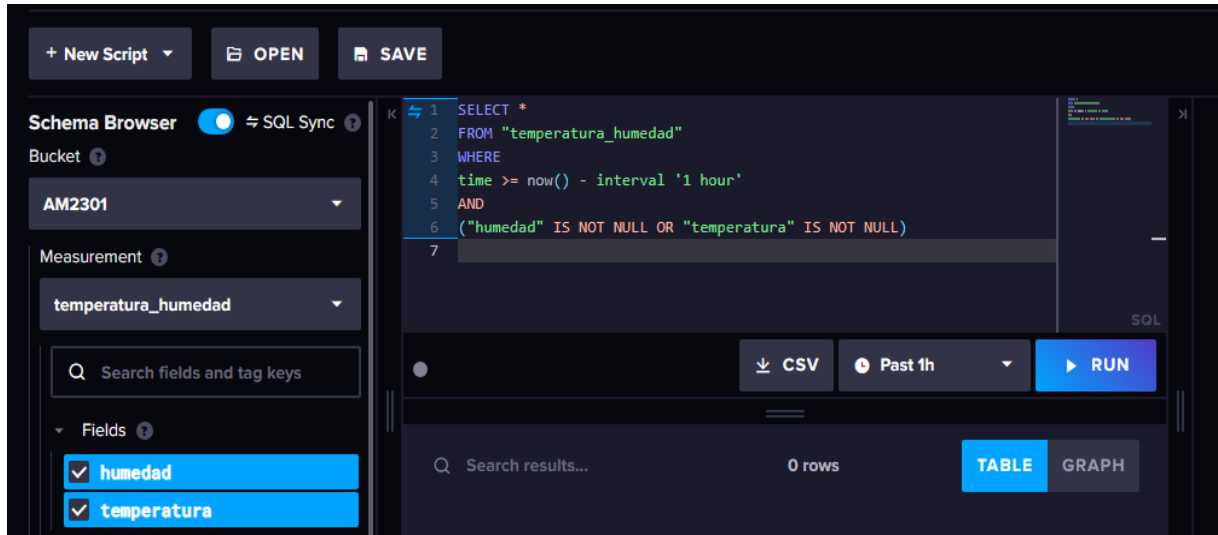 + New Script
OPEN
SAVE
Schema Browser
SQL Sync
Bucket
AM2301
Measurement
temperatura_humedad
Search fields and tag keys
Fields
humedad
temperatura
1 SELECT *
2 FROM "temperatura_humedad"
3 WHERE
4 time >= now() - interval '1 hour'
5 AND
6 ("humedad" IS NOT NULL OR "temperatura" IS NOT NULL)
7
SQL
CSV
Past 1h
RUN
Search results...
0 rows
TABLE
GRAPH